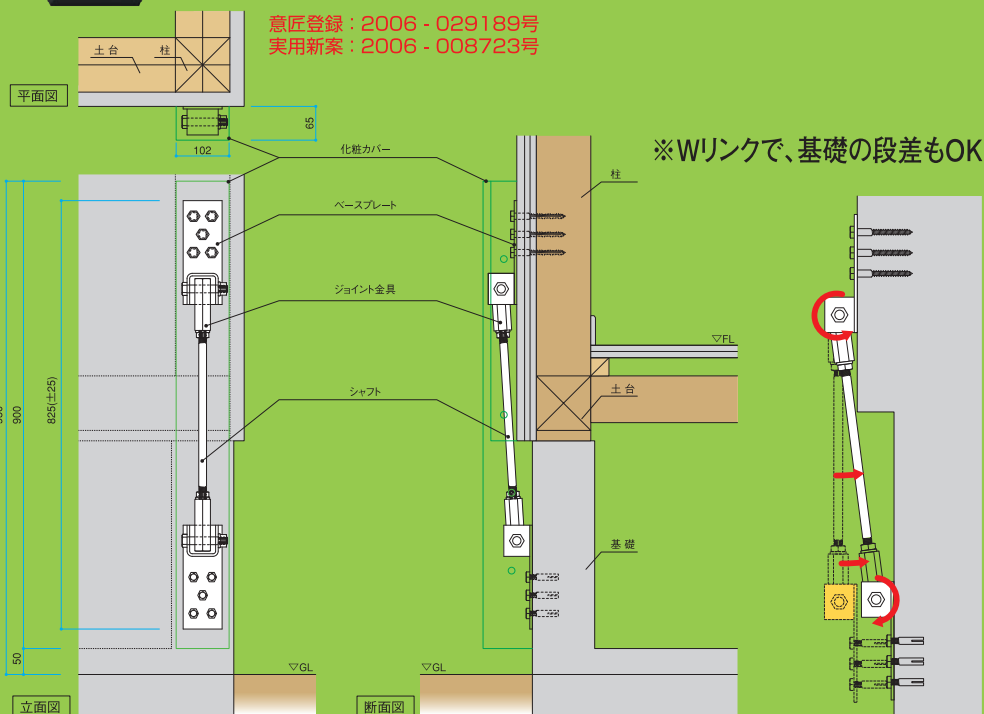 意匠登録：2006 - 029189号
実用新案：2006 - 008723号
土台
柱
平面図
65
102
化粧カバー
※Wリンクで、基礎の段差もOK
柱
ベースプレート
ジョイント金具
▽FL
シャフト
土台
900
825(±25)
基礎
50
▽GL
▽GL
立面図
断面図